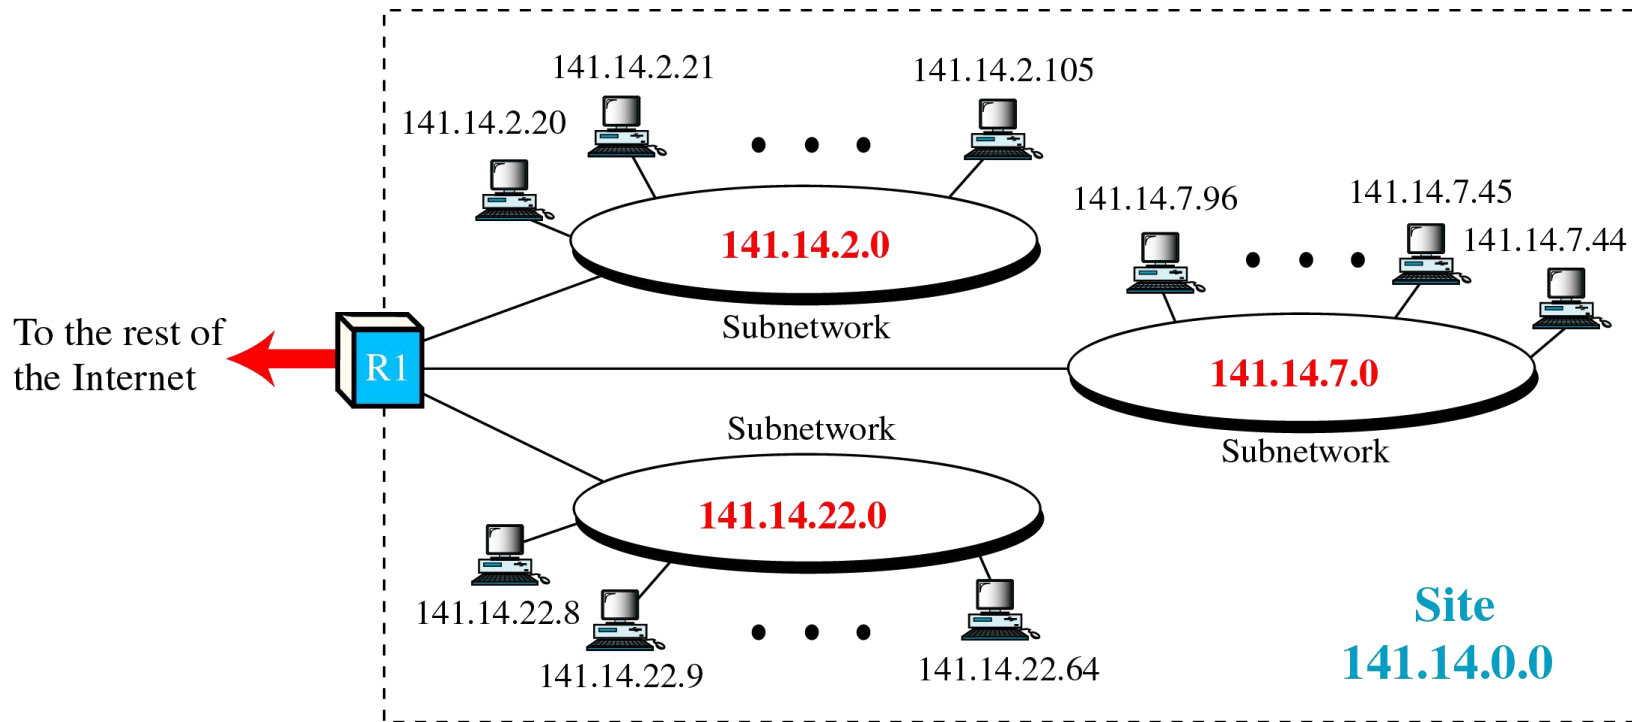 141.14.2.21
141.14.2.105
141.14.2.20
141.14.7.96
141.14.7.45
141.14.7.44
141.14.2.0
Subnetwork
To the rest of
the Internet
R1
141.14.7.0
Subnetwork
Subnetwork
141.14.22.0
141.14.22.8
141.14.22.9
141.14.22.64
Site
141.14.0.0